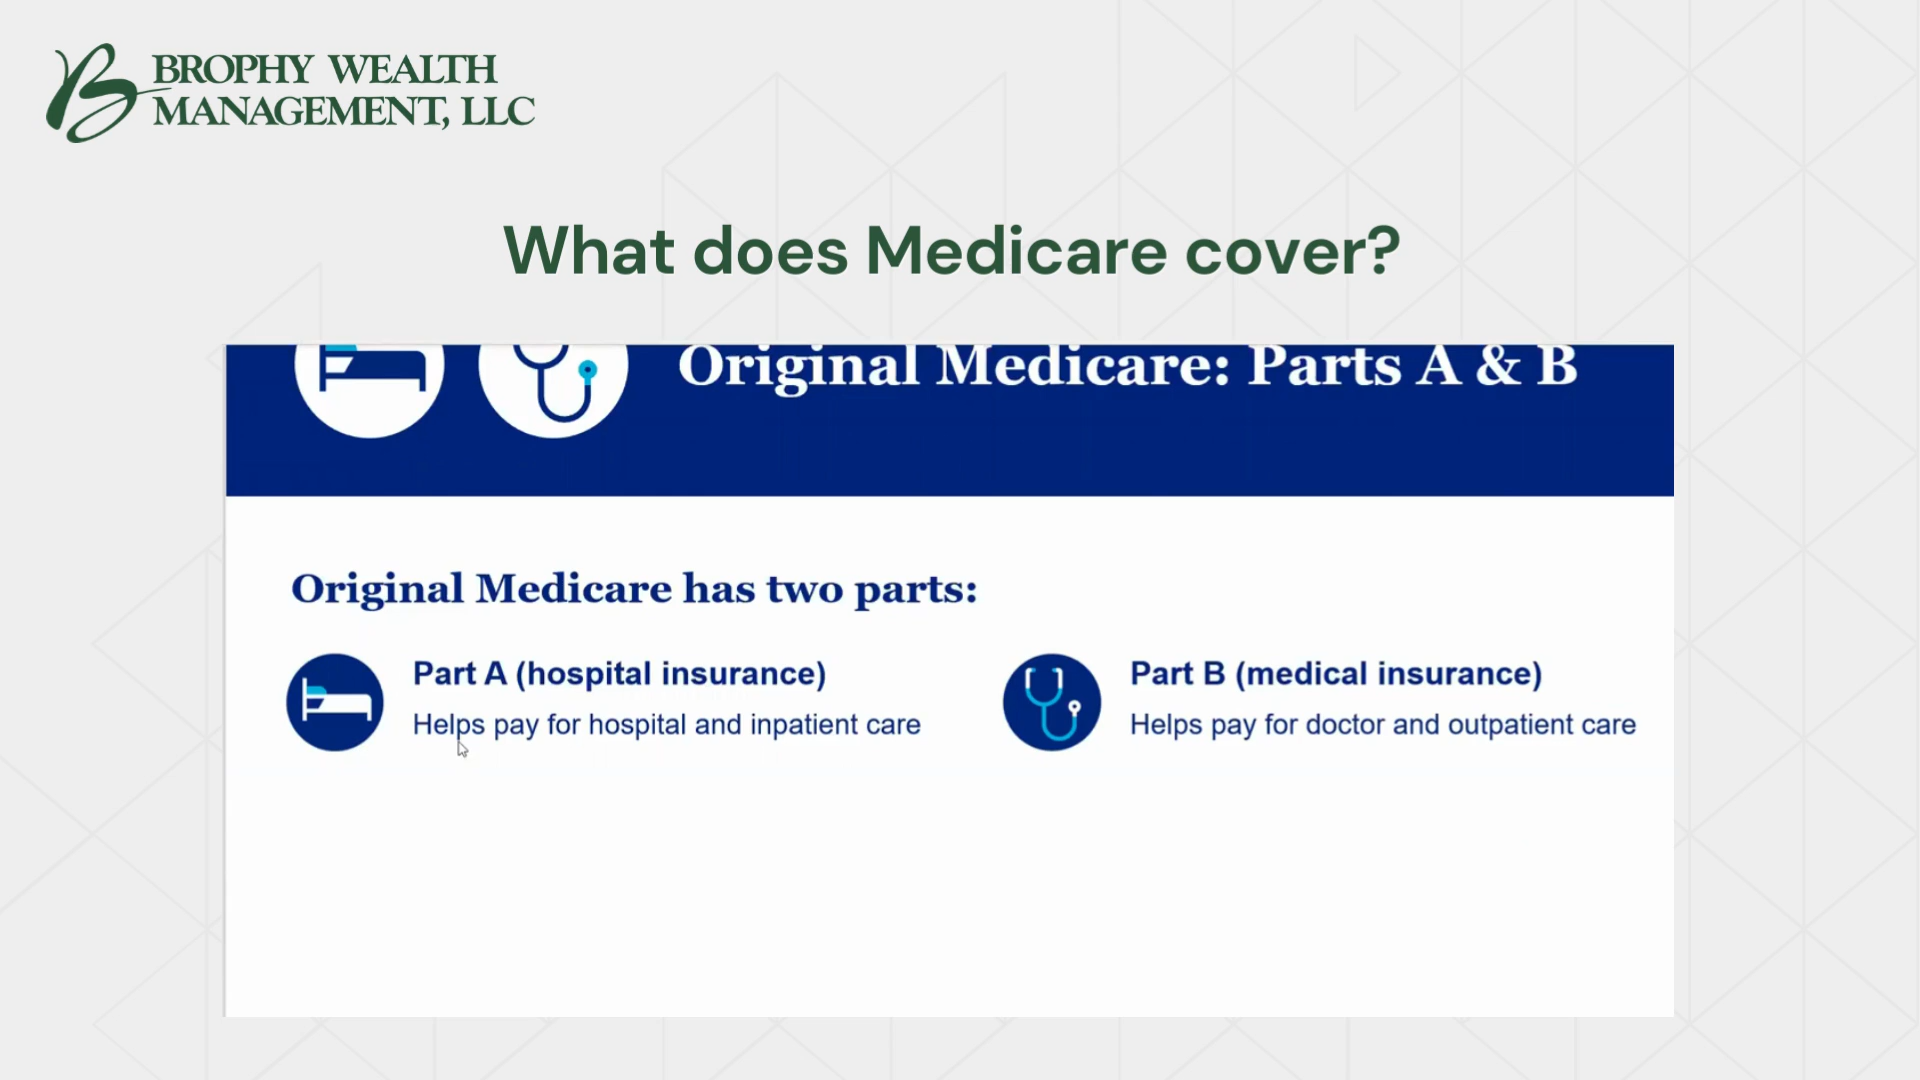 BROPHY WEALTH
MANAGEMENT, LLC
What does Medicare cover?
Original Medicare: Parts A & B
Original Medicare has two parts:
Part A (hospital insurance)
Helps pay for hospital and inpatient care
Part B (medical insurance)
Helps pay for doctor and outpatient care